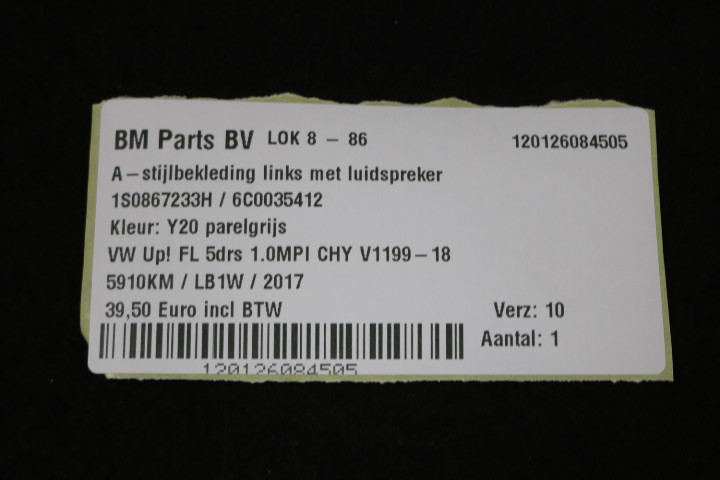 BM Parts BV LOK 8 – 86 120126084505
A–stijlbekleding links met luidspreker
1S0867233H / 6C0035412
Kleur: Y20 parelgrijs
VW Up! FL 5drs 1.0MPI CHY V1199–18
5910KM / LB1W / 2017
39,50 Euro incl BTW Verz: 10
Aantal: 1
120126084505